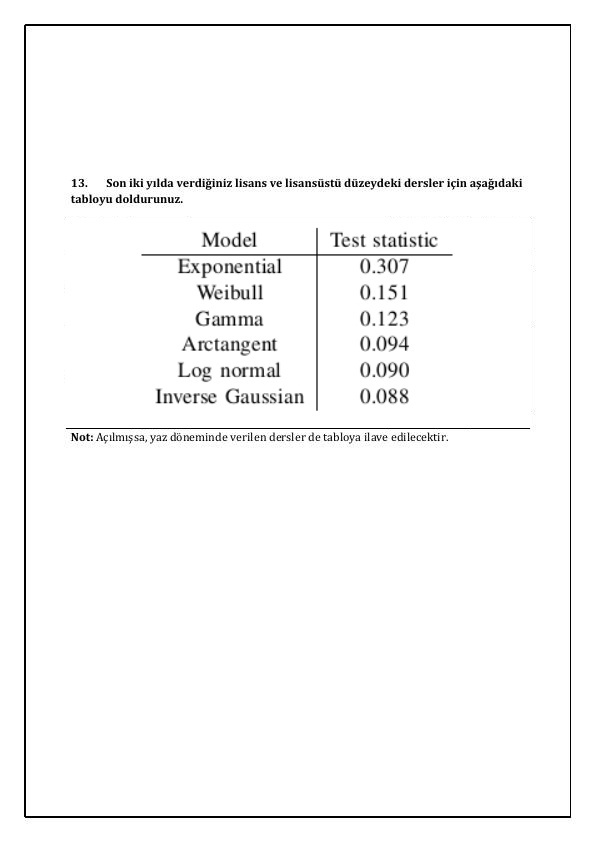 13. Son iki yılda verdiğiniz lisans ve lisansüstü düzeydeki dersler için aşağıdaki
tabloyu doldurunuz.
Model Test statistic
Exponential 0.307
Weibull 0.151
Gamma 0.123
Arctangent 0.094
Log normal 0.090
Inverse Gaussian 0.088
Not: Açılmışsa, yaz döneminde verilen dersler de tabloya ilave edilecektir.